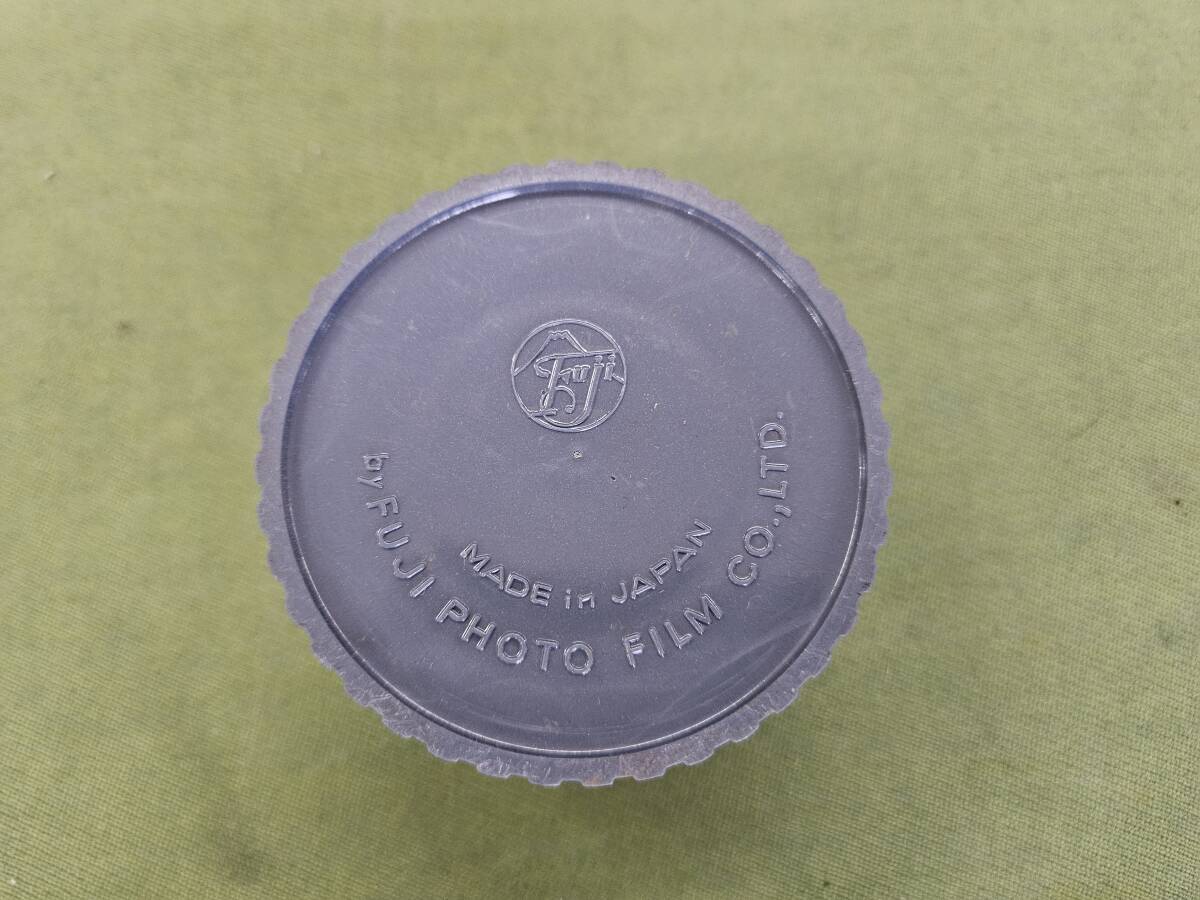 Fuji
MADE in JAPAN
by FUJI PHOTO FILM CO.,LTD.